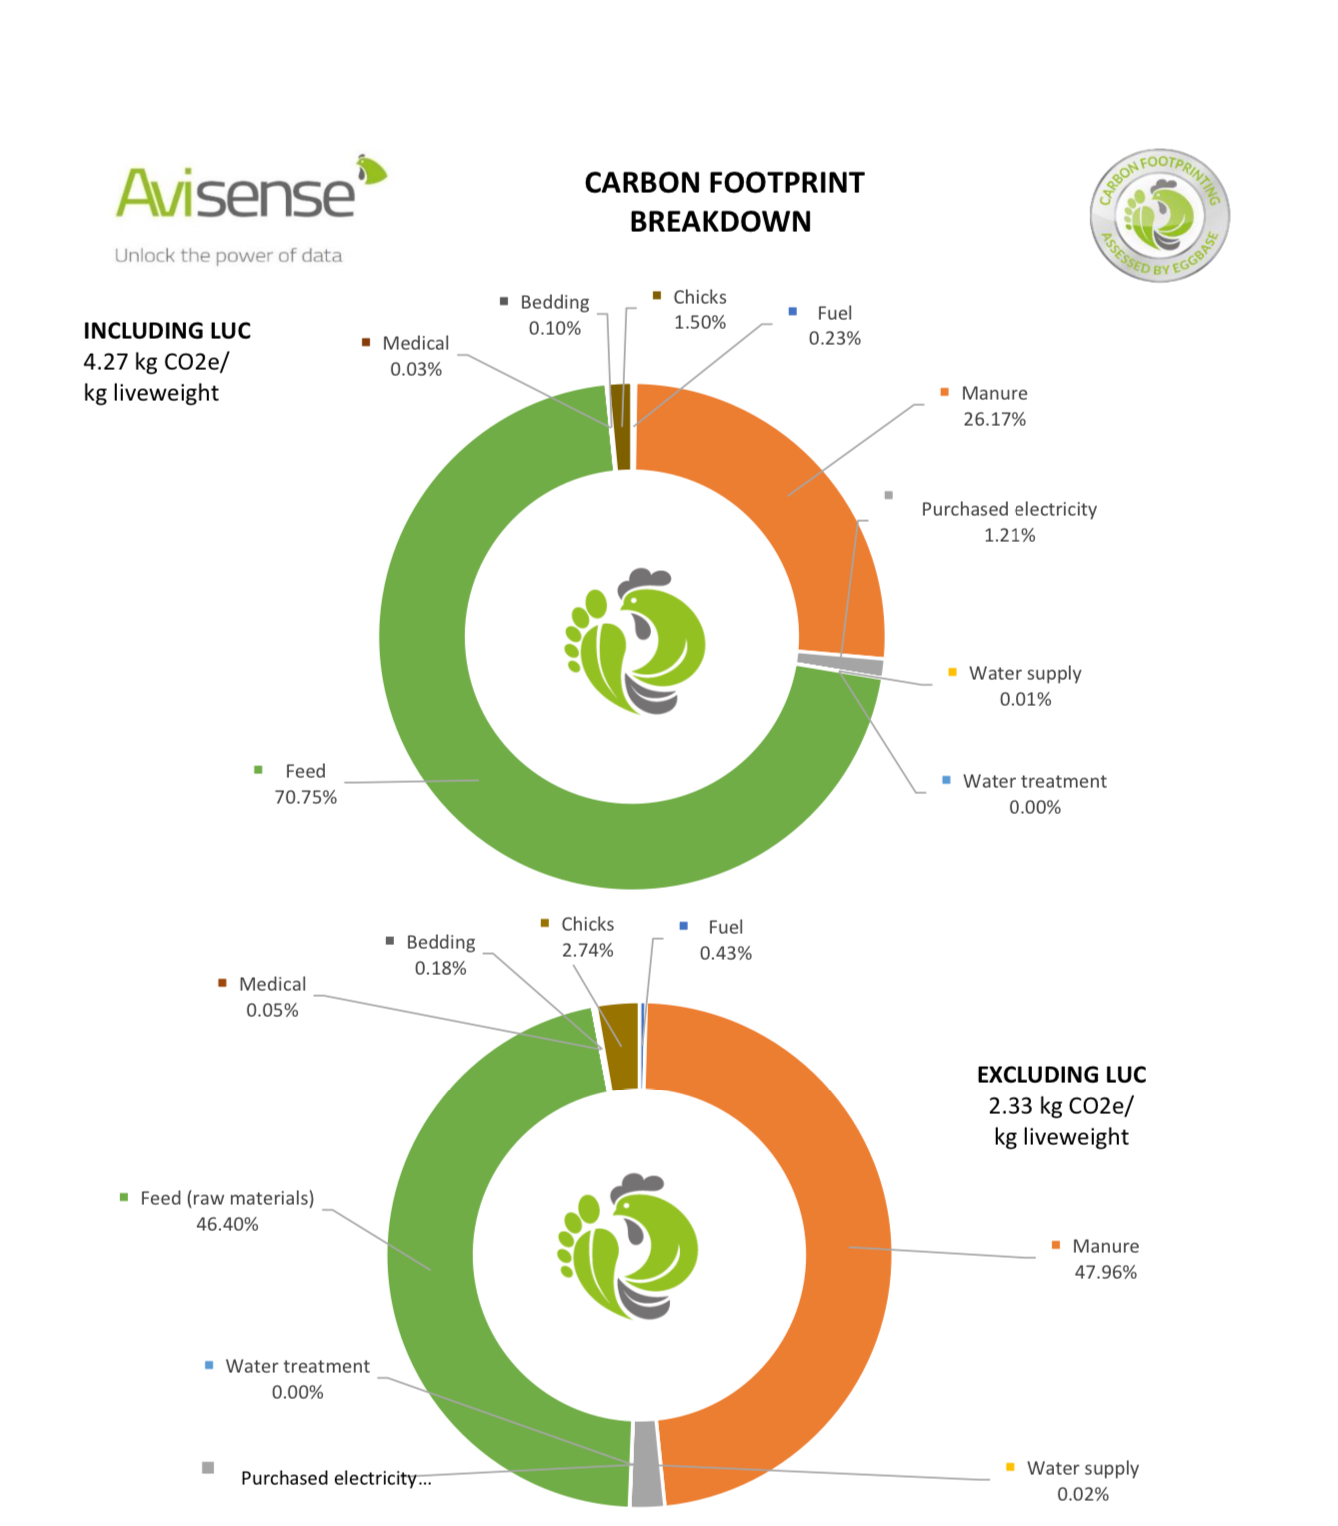 Avisense
Unlock the power of data
CARBON FOOTPRINT
BREAKDOWN
CARBON FOOTPRINTING
ASSESSED BY EGGBASE
INCLUDING LUC
4.27 kg CO2e/
kg liveweight
Medical
0.03%
Bedding
0.10%
Chicks
1.50%
Fuel
0.23%
Manure
26.17%
Purchased electricity
1.21%
Water supply
0.01%
Water treatment
0.00%
Feed
70.75%
Medical
0.05%
Bedding
0.18%
Chicks
2.74%
Fuel
0.43%
EXCLUDING LUC
2.33 kg CO2e/
kg liveweight
Feed (raw materials)
46.40%
Manure
47.96%
Water treatment
0.00%
Purchased electricity...
Water supply
0.02%